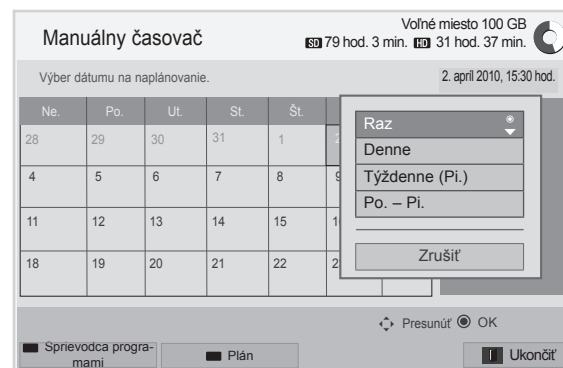 Manuálny časovač
Voľné miesto 100 GB
SD 79 hod. 3 min. HD 31 hod. 37 min.
Výber dátumu na naplánovanie.
2. apríl 2010, 15:30 hod.
Ne. Po. Ut. St. Št.
28 29 30 31 1 2
4 5 6 7 8 9
11 12 13 14 15
18 19 20 21 22
Raz
Denne
Týždenne (Pi.)
Po. – Pi.
Zrušiť
Presunúť OK
Sprievodca progra-
mami
Plán
Ukončiť